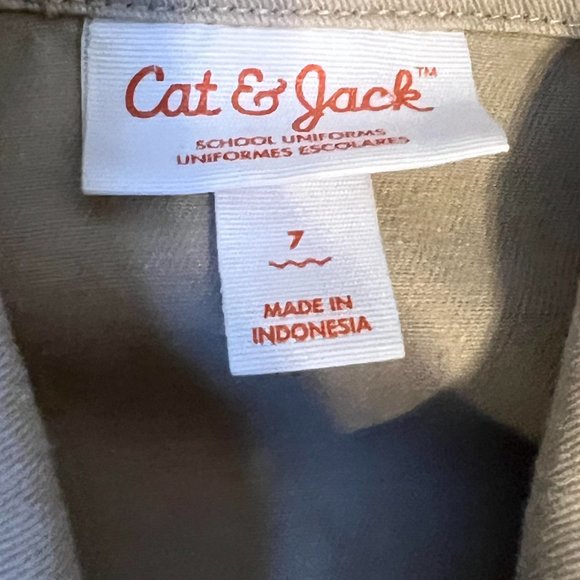 Cat & Jack™
SCHOOL UNIFORMS
UNIFORMES ESCOLARES
7
MADE IN
INDONESIA